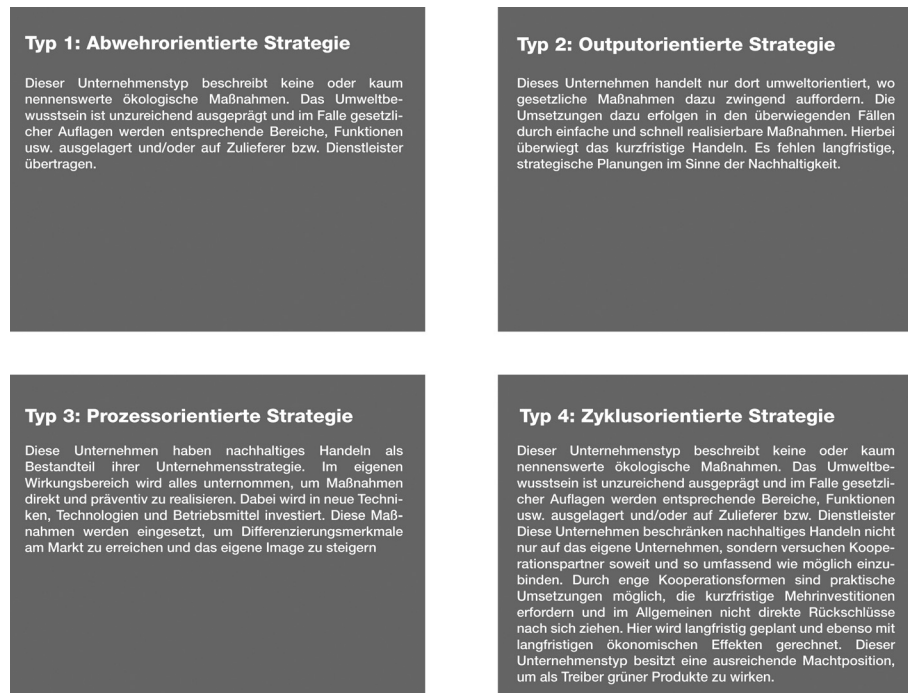 Typ 1: Abwehrorientierte Strategie
Dieser Unternehmenstyp beschreibt keine oder kaum
nennenswerte ökologische Maßnahmen. Das Umweltbe-
wusstsein ist unzureichend ausgeprägt und im Falle gesetzli-
cher Auflagen werden entsprechende Bereiche, Funktionen
usw. ausgelagert und/oder auf Zulieferer bzw. Dienstleister
übertragen.
Typ 2: Outputorientierte Strategie
Dieses Unternehmen handelt nur dort umweltorientiert, wo
gesetzliche Maßnahmen dazu zwingend auffordern. Die
Umsetzungen dazu erfolgen in den überwiegenden Fällen
durch einfache und schnell realisierbare Maßnahmen. Hierbei
überwiegt das kurzfristige Handeln. Es fehlen langfristige,
strategische Planungen im Sinne der Nachhaltigkeit.
Typ 3: Prozessorientierte Strategie
Diese Unternehmen haben nachhaltiges Handeln als
Bestandteil ihrer Unternehmensstrategie. Im eigenen
Wirkungsbereich wird alles unternommen, um Maßnahmen
direkt und präventiv zu realisieren. Dabei wird in neue Techni-
ken, Technologien und Betriebsmittel investiert. Diese Maß-
nahmen werden eingesetzt, um Differenzierungsmerkmale
am Markt zu erreichen und das eigene Image zu steigern
Typ 4: Zyklusorientierte Strategie
Dieser Unternehmenstyp beschreibt keine oder kaum
nennenswerte ökologische Maßnahmen. Das Umweltbe-
wusstsein ist unzureichend ausgeprägt und im Falle gesetzli-
cher Auflagen werden entsprechende Bereiche, Funktionen
usw. ausgelagert und/oder auf Zulieferer bzw. Dienstleister
Diese Unternehmen beschränken nachhaltiges Handeln nicht
nur auf das eigene Unternehmen, sondern versuchen Koope-
rationspartner soweit und so umfassend wie möglich einzu-
binden. Durch enge Kooperationsformen sind praktische
Umsetzungen möglich, die kurzfristige Mehrinvestitionen
erfordern und im Allgemeinen nicht direkte Rückschlüsse
nach sich ziehen. Hier wird langfristig geplant und ebenso mit
langfristigen ökonomischen Effekten gerechnet. Dieser
Unternehmenstyp besitzt eine ausreichende Machtposition,
um als Treiber grüner Produkte zu wirken.